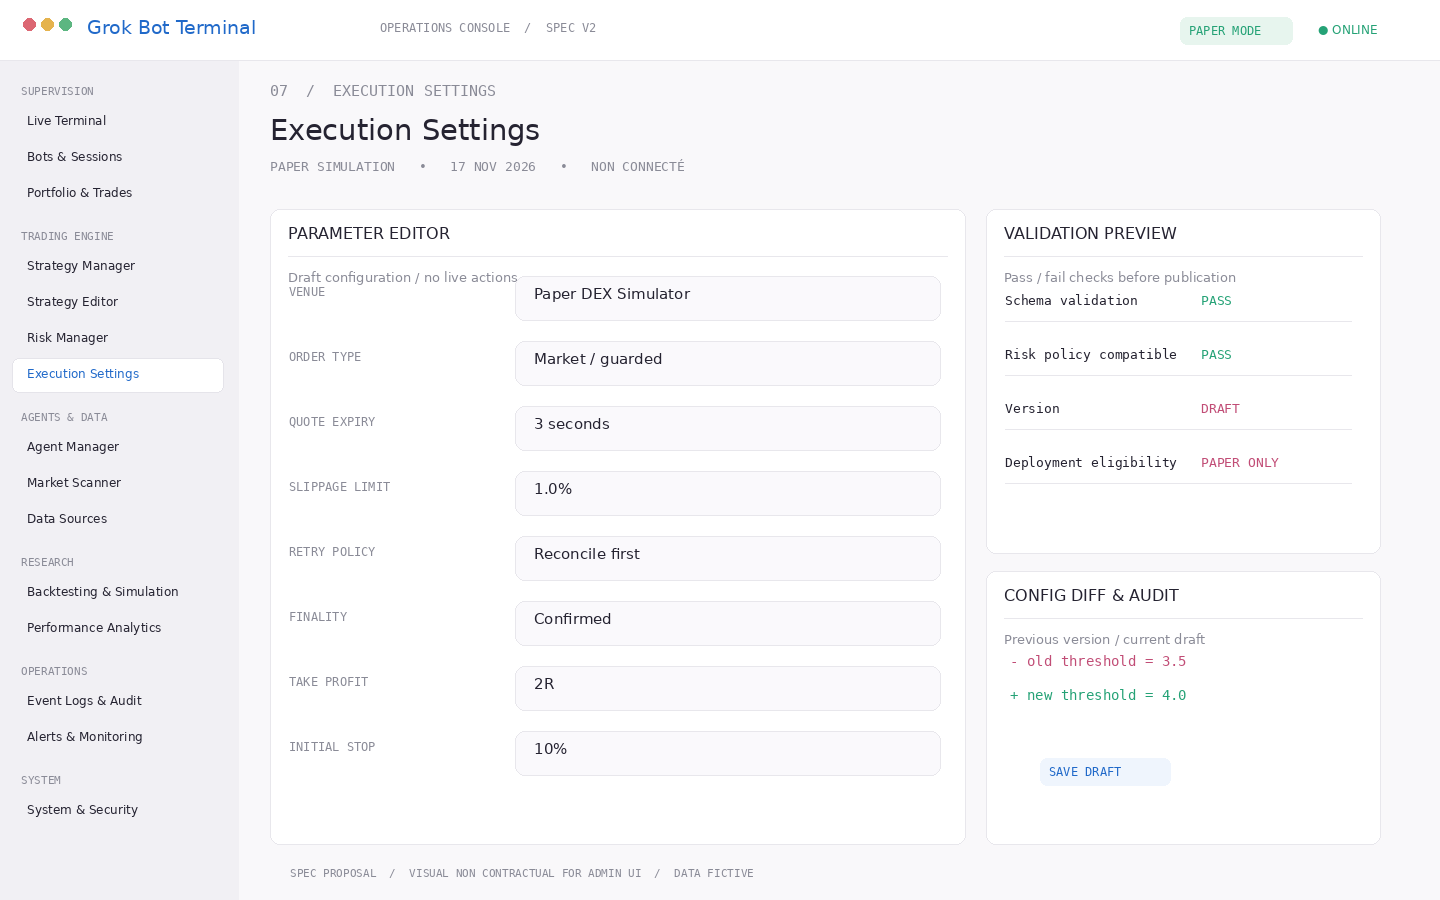 Grok Bot Terminal
OPERATIONS CONSOLE / SPEC V2
PAPER MODE
ONLINE
SUPERVISION
Live Terminal
Bots & Sessions
Portfolio & Trades
TRADING ENGINE
Strategy Manager
Strategy Editor
Risk Manager
Execution Settings
AGENTS & DATA
Agent Manager
Market Scanner
Data Sources
RESEARCH
Backtesting & Simulation
Performance Analytics
OPERATIONS
Event Logs & Audit
Alerts & Monitoring
SYSTEM
System & Security
07 / EXECUTION SETTINGS
Execution Settings
PAPER SIMULATION • 17 NOV 2026 • NON CONNECTÉ
PARAMETER EDITOR
Draft configuration / no live actions
VENUE Paper DEX Simulator
ORDER TYPE Market / guarded
QUOTE EXPIRY 3 seconds
SLIPPAGE LIMIT 1.0%
RETRY POLICY Reconcile first
FINALITY Confirmed
TAKE PROFIT 2R
INITIAL STOP 10%
VALIDATION PREVIEW
Pass / fail checks before publication
Schema validation PASS
Risk policy compatible PASS
Version DRAFT
Deployment eligibility PAPER ONLY
CONFIG DIFF & AUDIT
Previous version / current draft
- old threshold = 3.5
+ new threshold = 4.0
SAVE DRAFT
SPEC PROPOSAL / VISUAL NON CONTRACTUAL FOR ADMIN UI / DATA FICTIVE